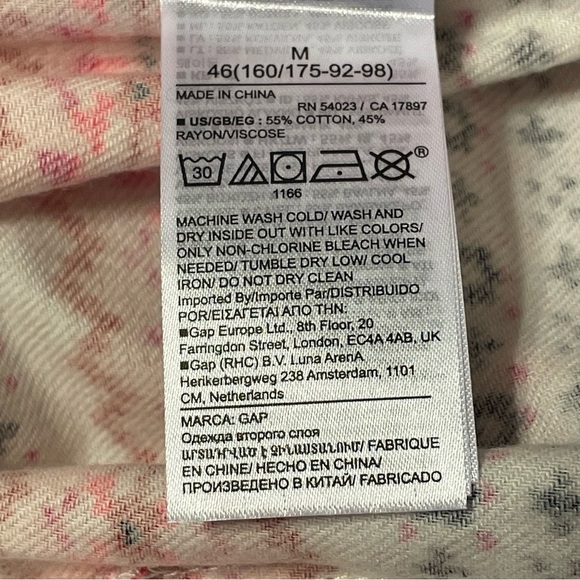 M
46(160/175-92-98)
MADE IN CHINA
RN 54023 / CA 17897
■ US/GB/EG : 55% COTTON, 45%
RAYON/VISCOSE
30
®
1166
MACHINE WASH COLD/ WASH AND
DRY INSIDE OUT WITH LIKE COLORS/
ONLY NON-CHLORINE BLEACH WHEN
NEEDED/ TUMBLE DRY LOW/ COOL
IRON/ DO NOT DRY CLEAN
Imported By/Importe Par/DISTRIBUIDO
POR/ΕΙΣΑΓΕΤΑΙ ΑΠΟ ΤΗΝ:
■Gap Europe Ltd., 8th Floor, 20
Farringdon Street, London, EC4A 4AB, UK
■Gap (RHC) B.V. Luna ArenA
Herikerbergweg 238 Amsterdam, 1101
CM, Netherlands
MARCA: GAP
Одежда второго слоя
ԱՐՏԱԴՐՎԱԾ Է ՉԻՆԱՍՏԱՆՈՒՄ/ FABRIQUE
EN CHINE/ HECHO EN CHINA/
ПРОИЗВЕДЕНО В КИТАЙ/ FABRICADO